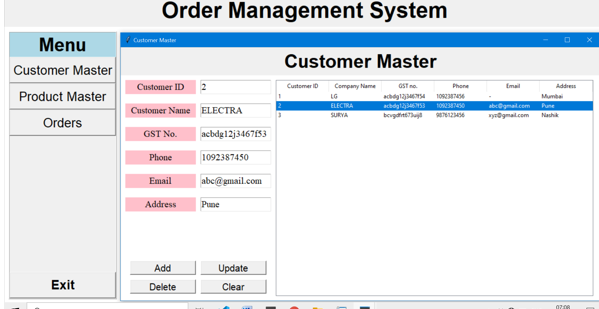 Order Management System
Menu
Customer Master
Product Master
Orders
Exit
Customer Master
Customer Master
Customer ID 2
Customer Name ELECTRA
GST No. acbdg12j3467f53
Phone 1092387450
Email abc@gmail.com
Address Pune
Add Update
Delete Clear
Customer ID Company Name GST no. Phone Email Address
1 LG acbdg12j3467f54 1092387456 - Mumbai
2 ELECTRA acbdg12j3467f53 1092387450 abc@gmail.com Pune
3 SURYA bcvgdfrt673uij8 9876123456 xyz@gmail.com Nashik
07:08